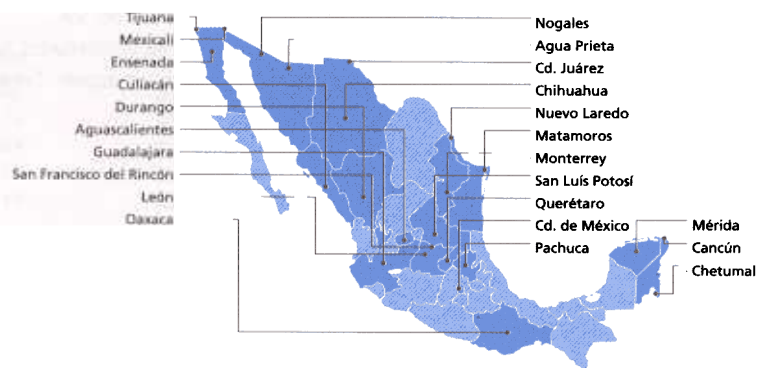 Tijuana
Mexicali
Ensenada
Culiacán
Durango
Aguascalientes
Guadalajara
San Francisco del Rincón
León
Oaxaca
Nogales
Agua Prieta
Cd. Juárez
Chihuahua
Nuevo Laredo
Matamoros
Monterrey
San Luís Potosí
Querétaro
Cd. de México
Pachuca
Mérida
Cancún
Chetumal